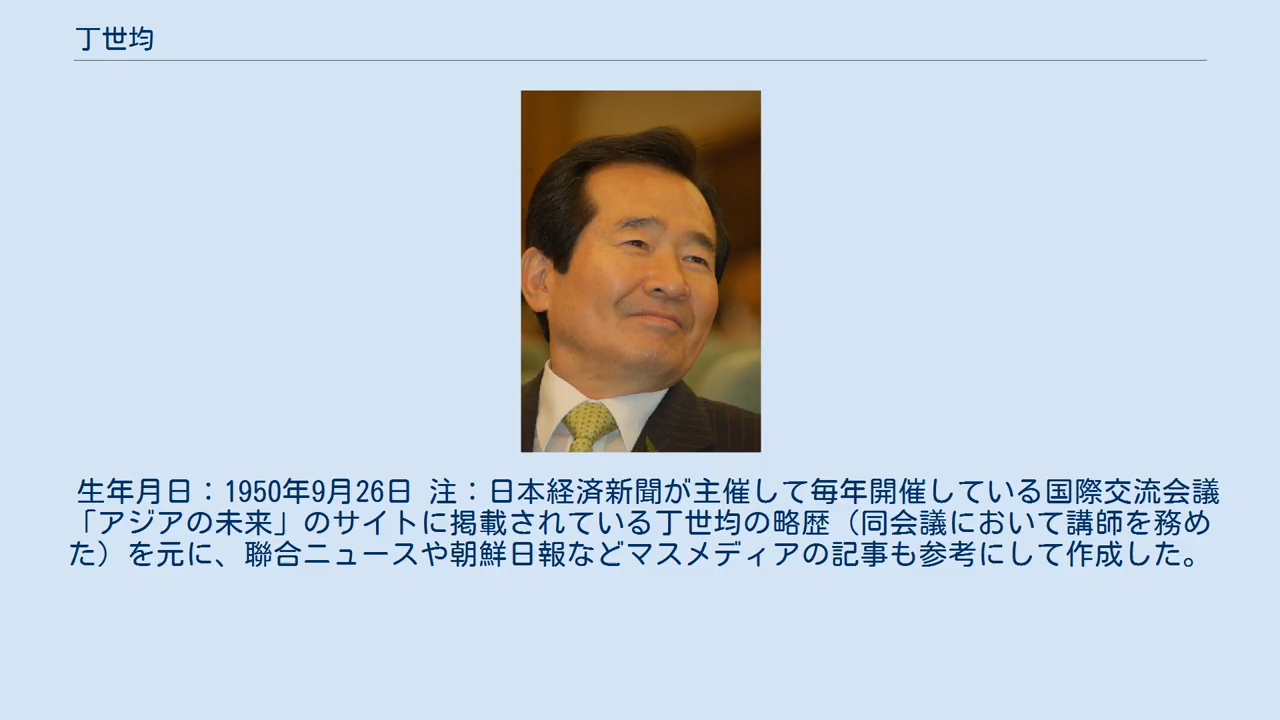 丁世均
生年月日：1950年9月26日 注：日本経済新聞が主催して毎年開催している国際交流会議
「アジアの未来」のサイトに掲載されている丁世均の略歴（同会議において講師を務め
た）を元に、聯合ニュースや朝鮮日報などマスメディアの記事も参考にして作成した。